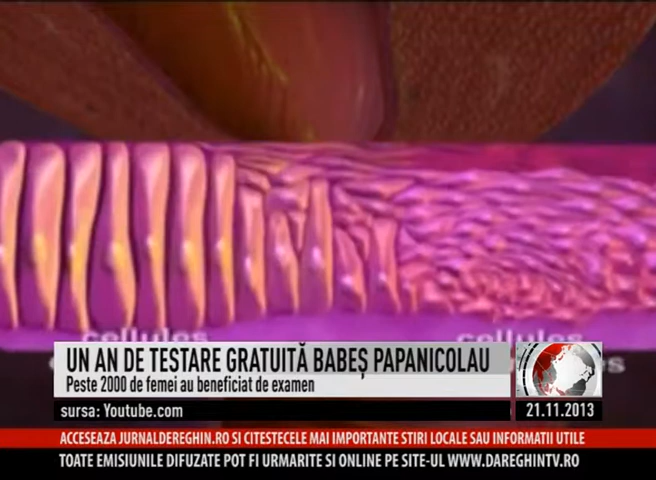 cellules
cellules
UN AN DE TESTARE GRATUITĂ BABEȘ PAPANICOLAU
Peste 2000 de femei au beneficiat de examen
sursa: Youtube.com
21.11.2013
ACCESEAZA JURNALDEREGHIN.RO SI CITESTECELE MAI IMPORTANTE STIRI LOCALE SAU INFORMATII UTILE
TOATE EMISIUNILE DIFUZATE POT FI URMARITE SI ONLINE PE SITE-UL WWW.DAREGHINTV.RO